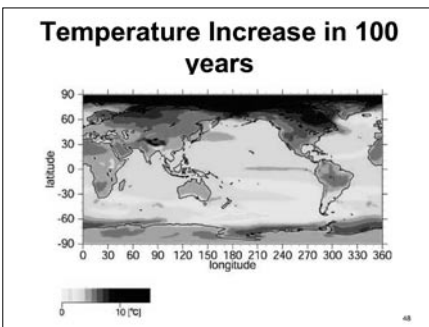 Temperature Increase in 100
years
90
60
30
0
-30
-60
-90
latitude
0 30 60 90 120 150 180 210 240 270 300 330 360
longitude
0 10 [°C]
48